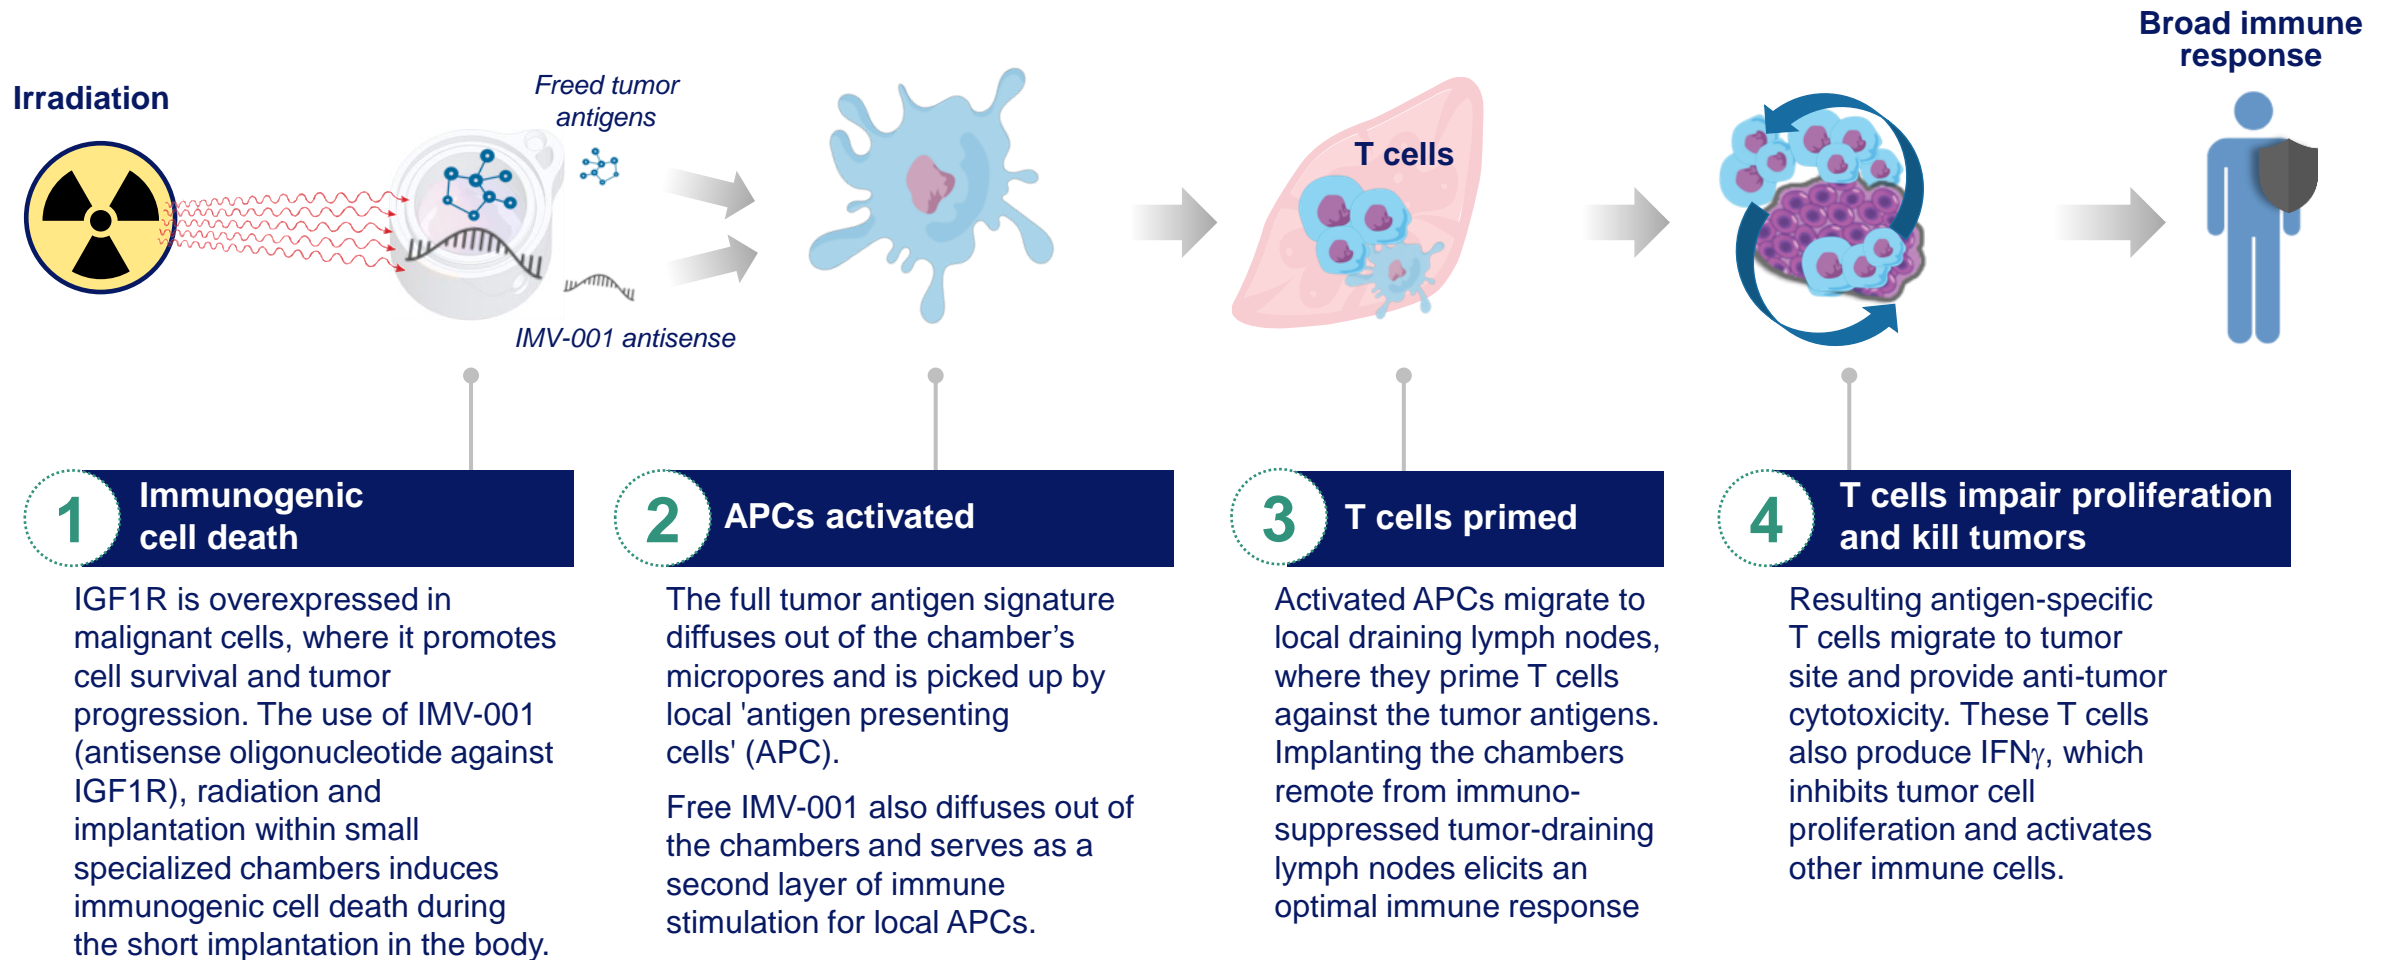 Broad immune
response
Irradiation
Freed tumor
antigens
T cells
IMV-001 antisense
1
Immunogenic
cell death
IGF1R is overexpressed in
malignant cells, where it promotes
cell survival and tumor
progression. The use of IMV-001
(antisense oligonucleotide against
IGF1R), radiation and
implantation within small
specialized chambers induces
immunogenic cell death during
the short implantation in the body.
2
APCs activated
The full tumor antigen signature
diffuses out of the chamber’s
micropores and is picked up by
local 'antigen presenting
cells' (APC).
Free IMV-001 also diffuses out of
the chambers and serves as a
second layer of immune
stimulation for local APCs.
3
T cells primed
Activated APCs migrate to
local draining lymph nodes,
where they prime T cells
against the tumor antigens.
Implanting the chambers
remote from immuno-
suppressed tumor-draining
lymph nodes elicits an
optimal immune response
4
T cells impair proliferation
and kill tumors
Resulting antigen-specific
T cells migrate to tumor
site and provide anti-tumor
cytotoxicity. These T cells
also produce IFNγ, which
inhibits tumor cell
proliferation and activates
other immune cells.